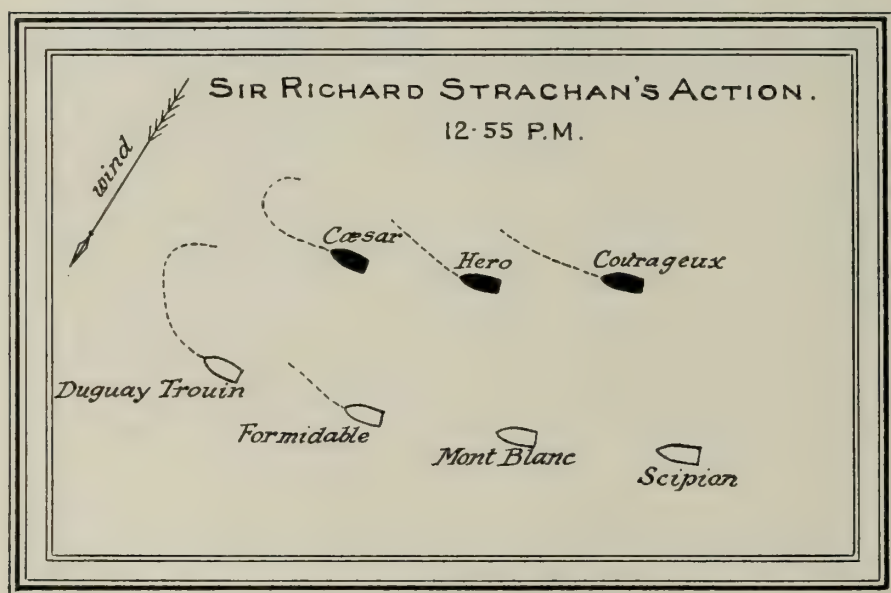 SIR RICHARD STRACHAN'S ACTION.
12·55 P.M.
wind
Cæsar
Hero
Courageux
Duguay Trouin
Formidable
Mont Blanc
Scipion